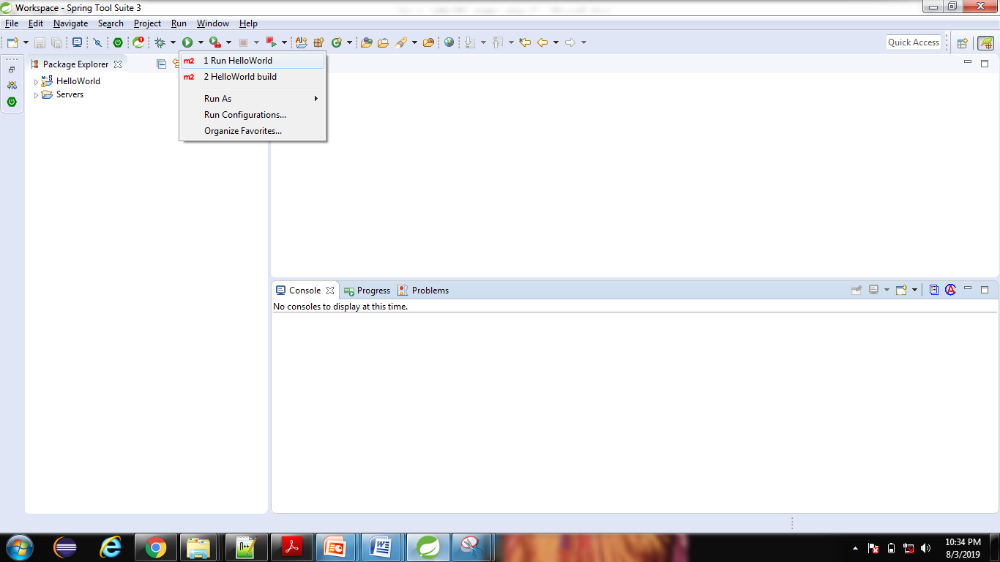 Workspace - Spring Tool Suite 3
File Edit Navigate Search Project Run Window Help
Quick Access
Package Explorer
m2 1 Run HelloWorld
HelloWorld
m2 2 HelloWorld build
Servers
Run As
Run Configurations...
Organize Favorites...
Console Progress Problems
No consoles to display at this time.
10:34 PM
8/3/2019